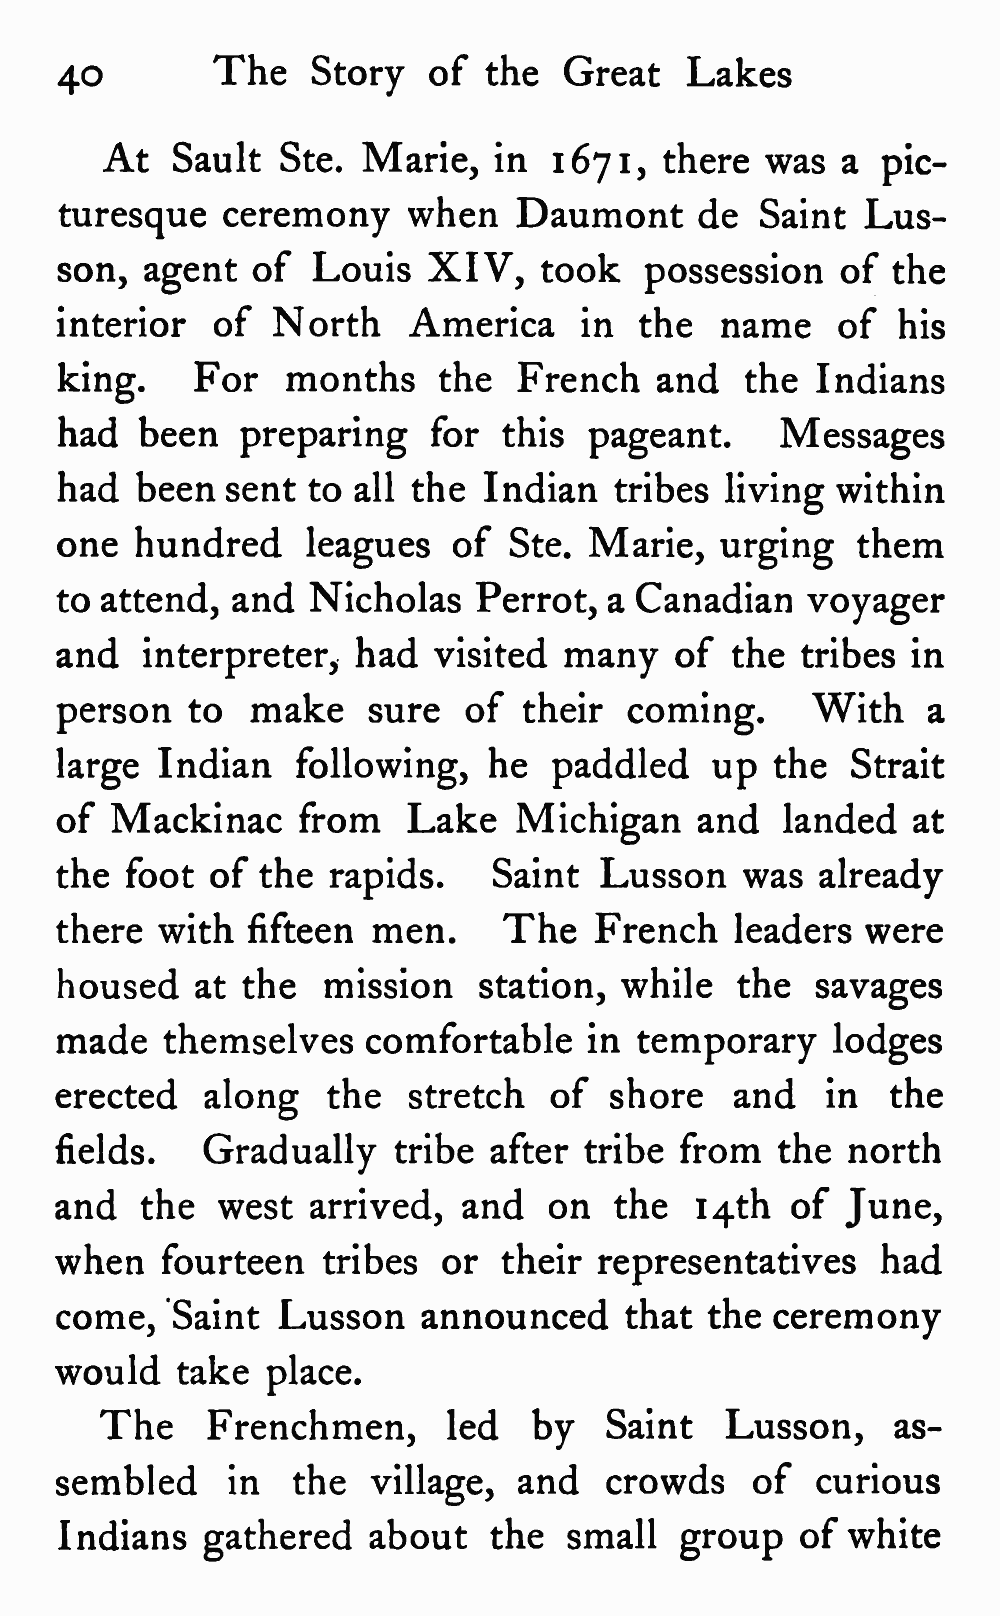 40 The Story of the Great Lakes
At Sault Ste. Marie, in 1671, there was a pic-
turesque ceremony when Daumont de Saint Lus-
son, agent of Louis XIV, took possession of the
interior of North America in the name of his
king. For months the French and the Indians
had been preparing for this pageant. Messages
had been sent to all the Indian tribes living within
one hundred leagues of Ste. Marie, urging them
to attend, and Nicholas Perrot, a Canadian voyager
and interpreter, had visited many of the tribes in
person to make sure of their coming. With a
large Indian following, he paddled up the Strait
of Mackinac from Lake Michigan and landed at
the foot of the rapids. Saint Lusson was already
there with fifteen men. The French leaders were
housed at the mission station, while the savages
made themselves comfortable in temporary lodges
erected along the stretch of shore and in the
fields. Gradually tribe after tribe from the north
and the west arrived, and on the 14th of June,
when fourteen tribes or their representatives had
come, Saint Lusson announced that the ceremony
would take place.
The Frenchmen, led by Saint Lusson, as-
sembled in the village, and crowds of curious
Indians gathered about the small group of white